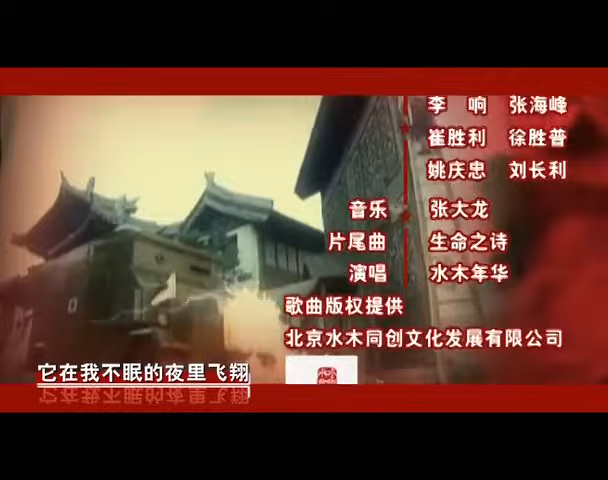 李 响 张海峰
崔胜利 徐胜普
姚庆忠 刘长利
音乐 张大龙
片尾曲 生命之诗
演唱 水木年华
歌曲版权提供
北京水木同创文化发展有限公司
它在我不眠的夜里飞翔